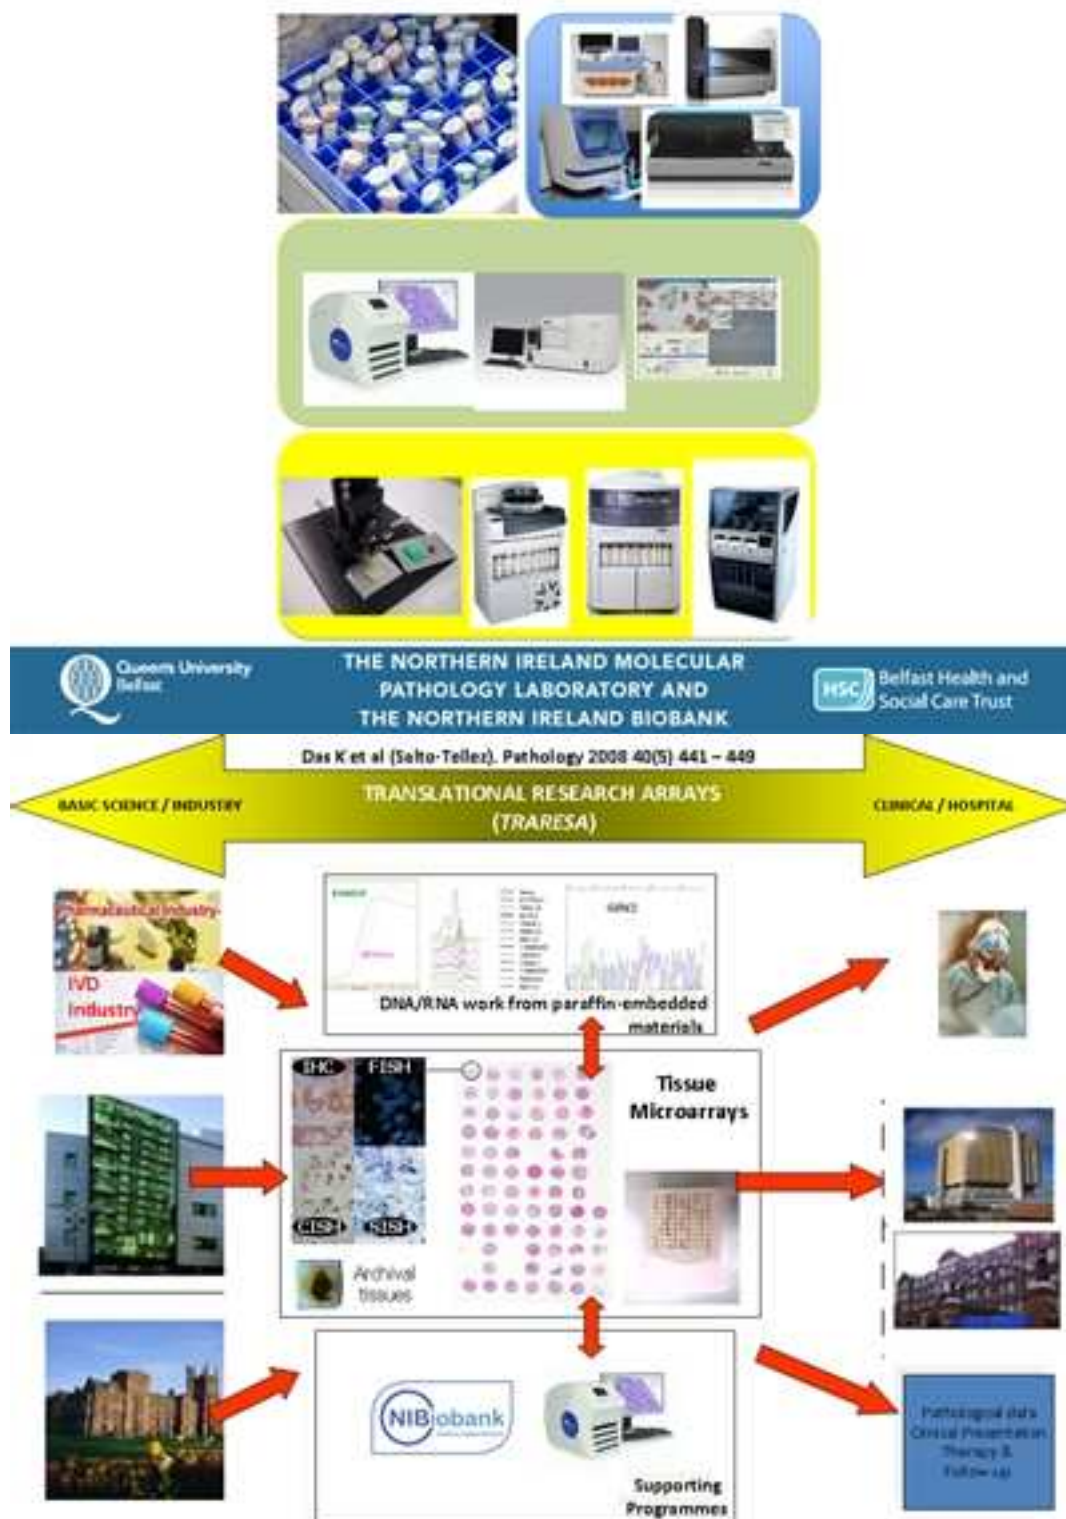 Queen's University
Belfast
THE NORTHERN IRELAND MOLECULAR
PATHOLOGY LABORATORY AND
THE NORTHERN IRELAND BIOBANK
HSC
Belfast Health and
Social Care Trust
Das K et al (Salto-Tellez). Pathology 2008 40(5) 441 – 449
BASIC SCIENCE / INDUSTRY
TRANSLATIONAL RESEARCH ARRAYS
(TRARESA)
CLINICAL / HOSPITAL
Pharmaceutical Industry
IVD
Industry
DNA/RNA work from paraffin-embedded
materials
IHC
FISH
CISH
SISH
Tissue
Microarrays
Archival
tissues
NIBiobank
Supporting
Programmes
Pathological data
Clinical Presentation
Therapy &
Follow-up